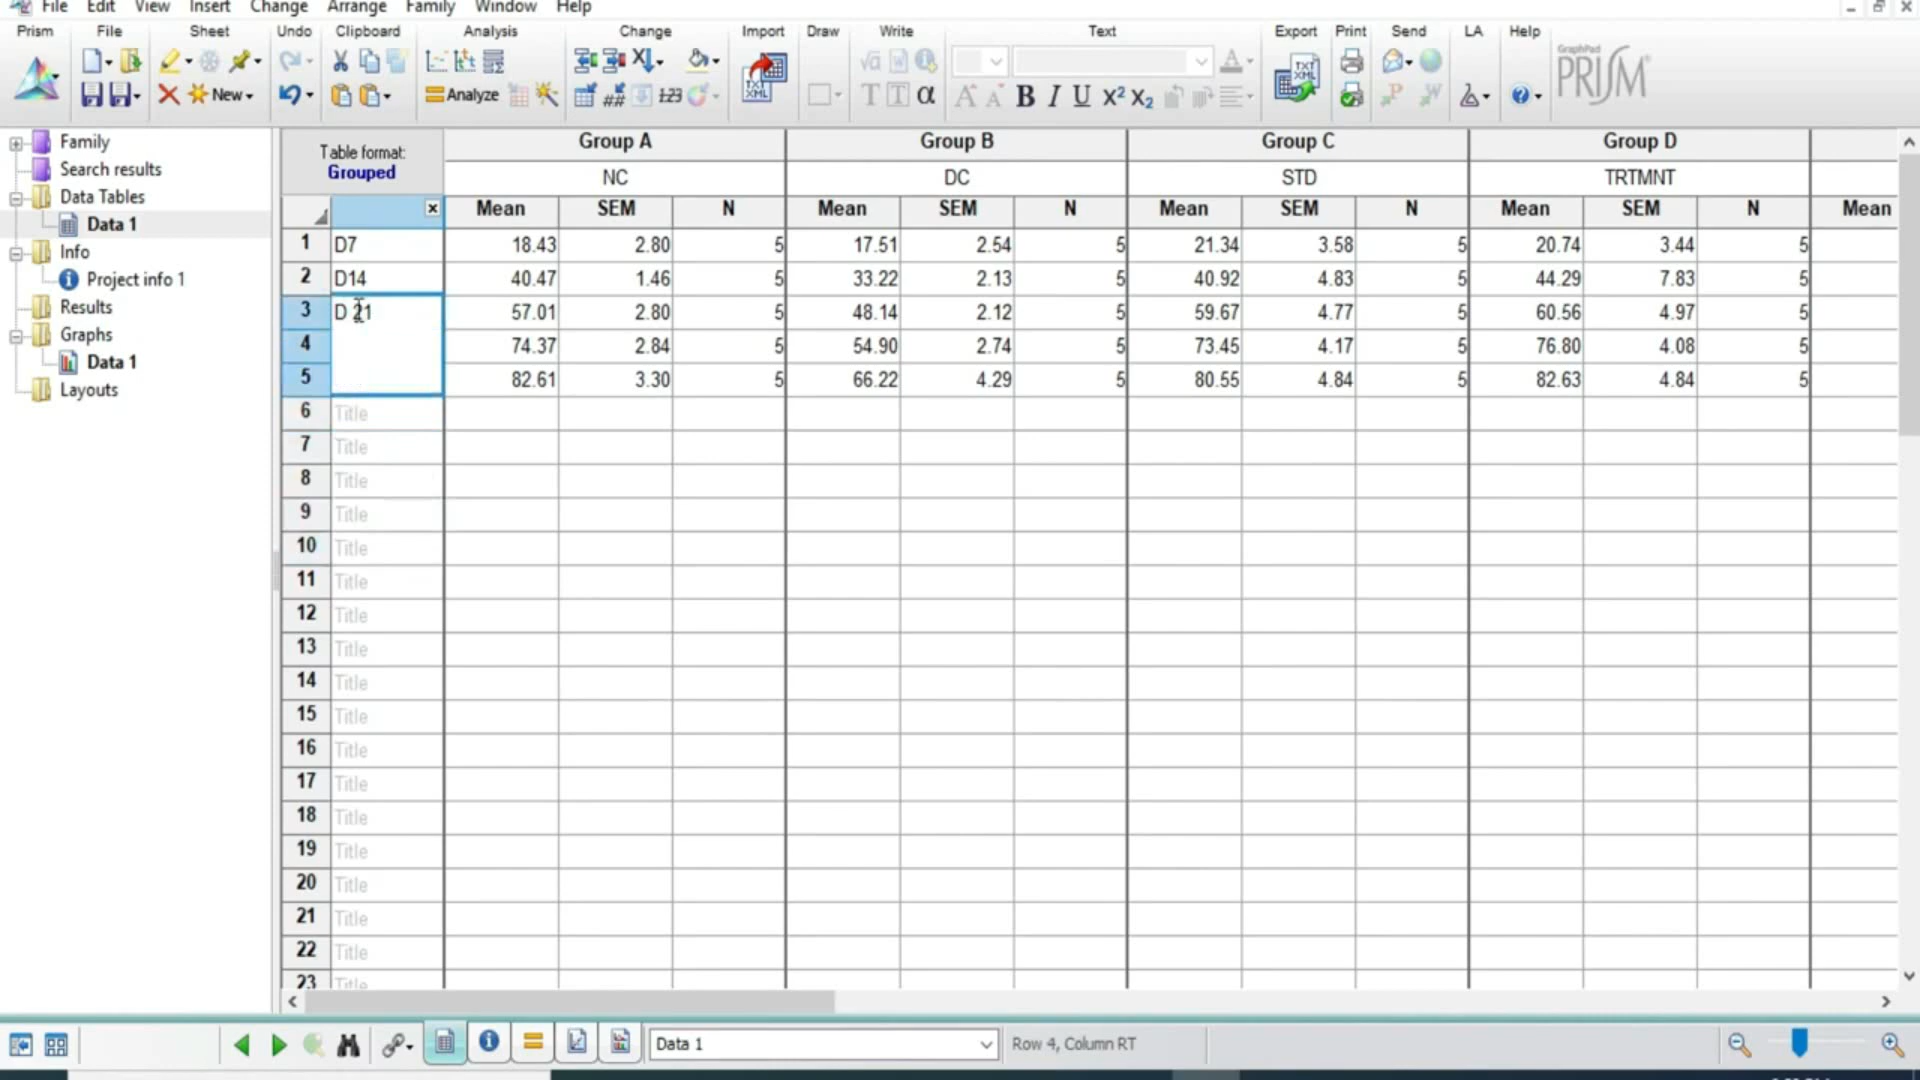 File Edit View Insert Change Arrange Family Window Help
Prism File Sheet Undo Clipboard Analysis Change Import Draw Write Text Export Print Send LA Help
GraphPad
PRISM
New
Analyze
TXT XML
Family
Search results
Data Tables
Data 1
Info
Project info 1
Results
Graphs
Data 1
Layouts
Table format:
Grouped
Group A Group B Group C Group D
NC DC STD TRTMNT
Mean SEM N Mean SEM N Mean SEM N Mean SEM N Mean
1 D7 18.43 2.80 5 17.51 2.54 5 21.34 3.58 5 20.74 3.44 5
2 D14 40.47 1.46 5 33.22 2.13 5 40.92 4.83 5 44.29 7.83 5
3 D 21 57.01 2.80 5 48.14 2.12 5 59.67 4.77 5 60.56 4.97 5
4 74.37 2.84 5 54.90 2.74 5 73.45 4.17 5 76.80 4.08 5
5 82.61 3.30 5 66.22 4.29 5 80.55 4.84 5 82.63 4.84 5
6 Title
7 Title
8 Title
9 Title
10 Title
11 Title
12 Title
13 Title
14 Title
15 Title
16 Title
17 Title
18 Title
19 Title
20 Title
21 Title
22 Title
23 Title
Data 1 Row 4, Column RT